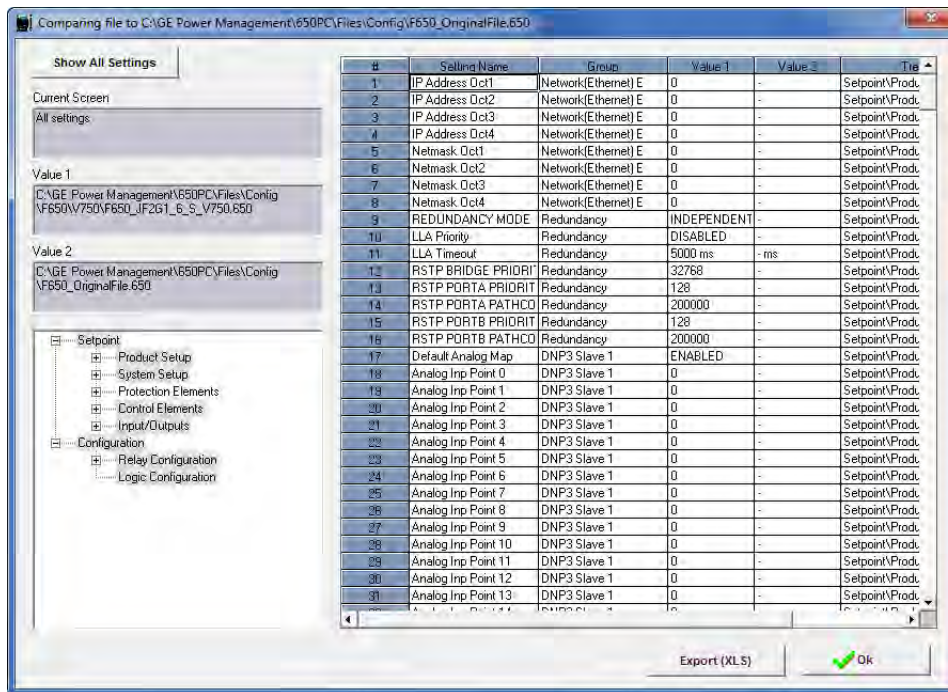 Comparing file to C:\GE Power Management\650PC\Files\Config\F650_OriginalFile.650
Show All Settings
Current Screen
All settings
Value 1
C:\GE Power Management\650PC\Files\Config
\F650\V750\F650_JF2G1_6_S_V750.650
Value 2
C:\GE Power Management\650PC\Files\Config
\F650_OriginalFile.650
Setpoint
Product Setup
System Setup
Protection Elements
Control Elements
Input/Outputs
Configuration
Relay Configuration
Logic Configuration
# Setting Name Group Value 1 Value 2 Tre
1 IP Address Oct1 Network(Ethernet) E 0 - Setpoint\Produ
2 IP Address Oct2 Network(Ethernet) E 0 - Setpoint\Produ
3 IP Address Oct3 Network(Ethernet) E 0 - Setpoint\Produ
4 IP Address Oct4 Network(Ethernet) E 0 - Setpoint\Produ
5 Netmask Oct1 Network(Ethernet) E 0 - Setpoint\Produ
6 Netmask Oct2 Network(Ethernet) E 0 - Setpoint\Produ
7 Netmask Oct3 Network(Ethernet) E 0 - Setpoint\Produ
8 Netmask Oct4 Network(Ethernet) E 0 - Setpoint\Produ
9 REDUNDANCY MODE Redundancy INDEPENDENT - Setpoint\Produ
10 LLA Priority Redundancy DISABLED - Setpoint\Produ
11 LLA Timeout Redundancy 5000 ms - ms Setpoint\Produ
12 RSTP BRIDGE PRIORI Redundancy 32768 - Setpoint\Produ
13 RSTP PORTA PRIORIT Redundancy 128 - Setpoint\Produ
14 RSTP PORTA PATHCO Redundancy 200000 - Setpoint\Produ
15 RSTP PORTB PRIORIT Redundancy 128 - Setpoint\Produ
16 RSTP PORTB PATHCO Redundancy 200000 - Setpoint\Produ
17 Default Analog Map DNP3 Slave 1 ENABLED - Setpoint\Produ
18 Analog Inp Point 0 DNP3 Slave 1 0 - Setpoint\Produ
19 Analog Inp Point 1 DNP3 Slave 1 0 - Setpoint\Produ
20 Analog Inp Point 2 DNP3 Slave 1 0 - Setpoint\Produ
21 Analog Inp Point 3 DNP3 Slave 1 0 - Setpoint\Produ
22 Analog Inp Point 4 DNP3 Slave 1 0 - Setpoint\Produ
23 Analog Inp Point 5 DNP3 Slave 1 0 - Setpoint\Produ
24 Analog Inp Point 6 DNP3 Slave 1 0 - Setpoint\Produ
25 Analog Inp Point 7 DNP3 Slave 1 0 - Setpoint\Produ
26 Analog Inp Point 8 DNP3 Slave 1 0 - Setpoint\Produ
27 Analog Inp Point 9 DNP3 Slave 1 0 - Setpoint\Produ
28 Analog Inp Point 10 DNP3 Slave 1 0 - Setpoint\Produ
29 Analog Inp Point 11 DNP3 Slave 1 0 - Setpoint\Produ
30 Analog Inp Point 12 DNP3 Slave 1 0 - Setpoint\Produ
31 Analog Inp Point 13 DNP3 Slave 1 0 - Setpoint\Produ
Export (XLS)
Ok